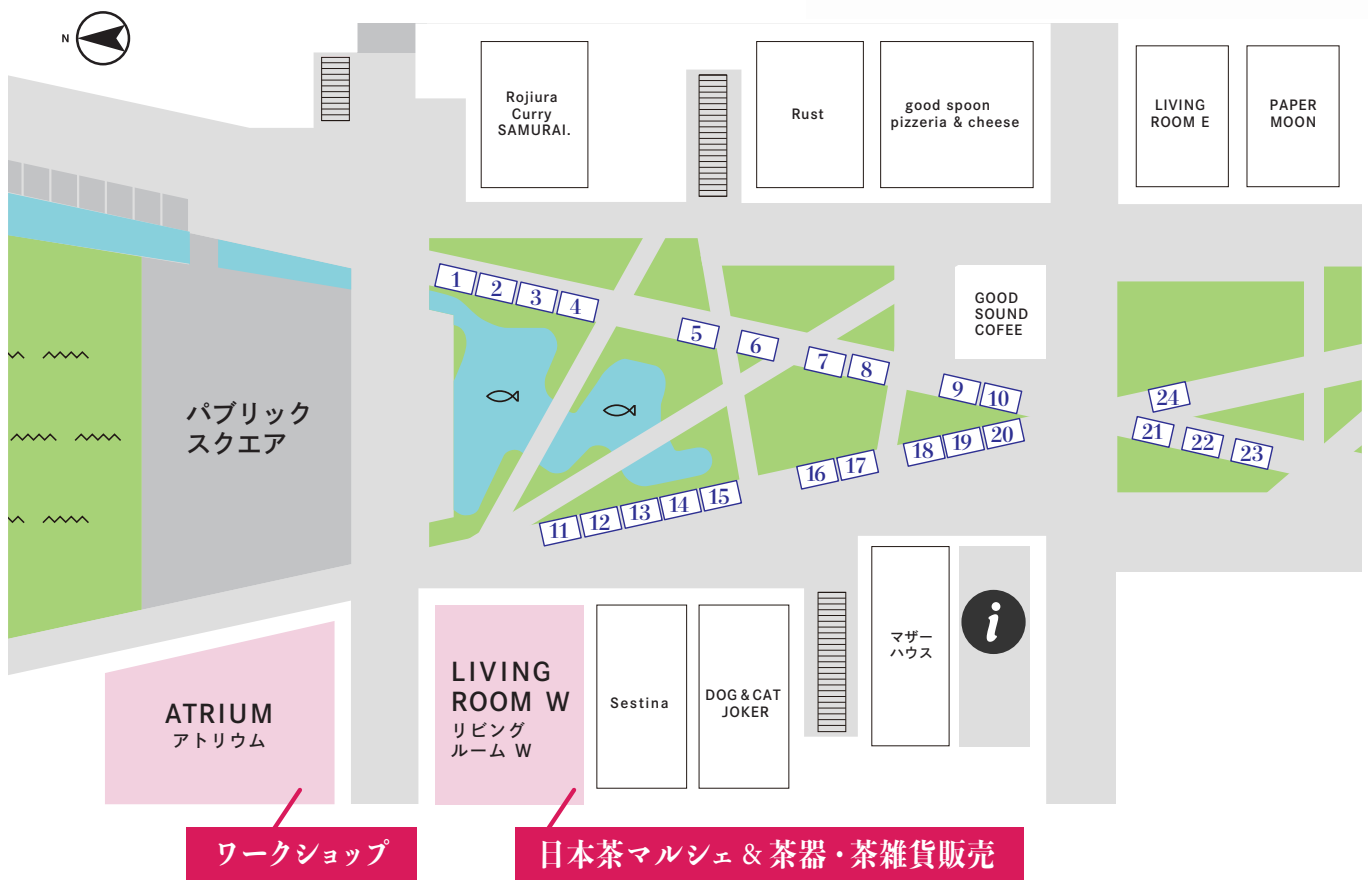 N
Rojiura
Curry
SAMURAI.
Rust
good spoon
pizzeria & cheese
LIVING
ROOM E
PAPER
MOON
1
2
3
4
5
6
7
8
GOOD
SOUND
COFEE
9
10
24
21
22
23
パブリック
スクエア
11
12
13
14
15
16
17
18
19
20
ATRIUM
アトリウム
LIVING
ROOM W
リビング
ルーム W
Sestina
DOG & CAT
JOKER
マザー
ハウス
i
ワークショップ
日本茶マルシェ & 茶器・茶雑貨販売